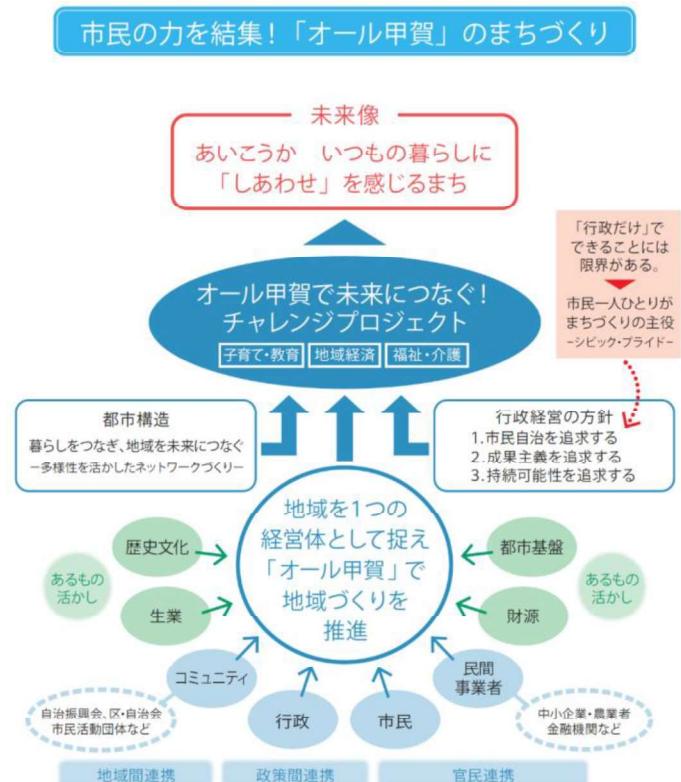 市民の力を結集！「オール甲賀」のまちづくり
未来像
あいこうか　いつもの暮らしに
「しあわせ」を感じるまち
「行政だけ」で
できることには
限界がある。
市民一人ひとりが
まちづくりの主役
−シビック・プライド−
オール甲賀で未来につなぐ！
チャレンジプロジェクト
子育て・教育　地域経済　福祉・介護
都市構造
暮らしをつなぎ、地域を未来につなぐ
−多様性を活かしたネットワークづくり−
行政経営の方針
1.市民自治を追求する
2.成果主義を追求する
3.持続可能性を追求する
地域を1つの
経営体として捉え
「オール甲賀」で
地域づくりを
推進
歴史文化
あるもの
活かし
生業
都市基盤
あるもの
活かし
財源
コミュニティ
自治振興会、区・自治会
市民活動団体など
行政
市民
民間
事業者
中小企業・農業者
金融機関など
地域間連携
政策間連携
官民連携